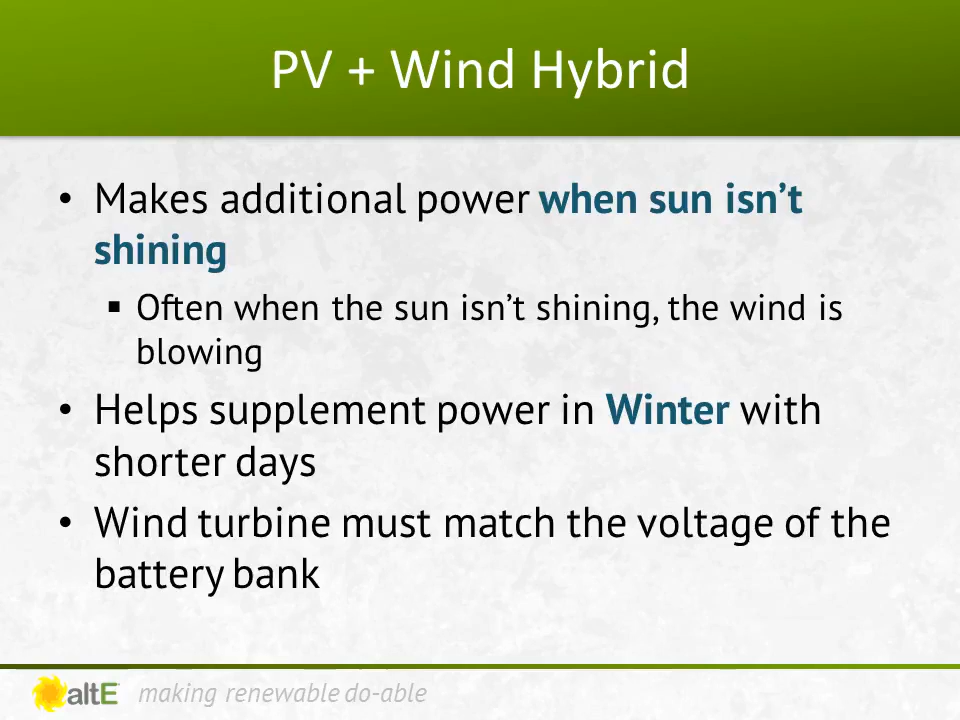 PV + Wind Hybrid
• Makes additional power when sun isn’t
shining
▪ Often when the sun isn’t shining, the wind is
blowing
• Helps supplement power in Winter with
shorter days
• Wind turbine must match the voltage of the
battery bank
altE making renewable do-able